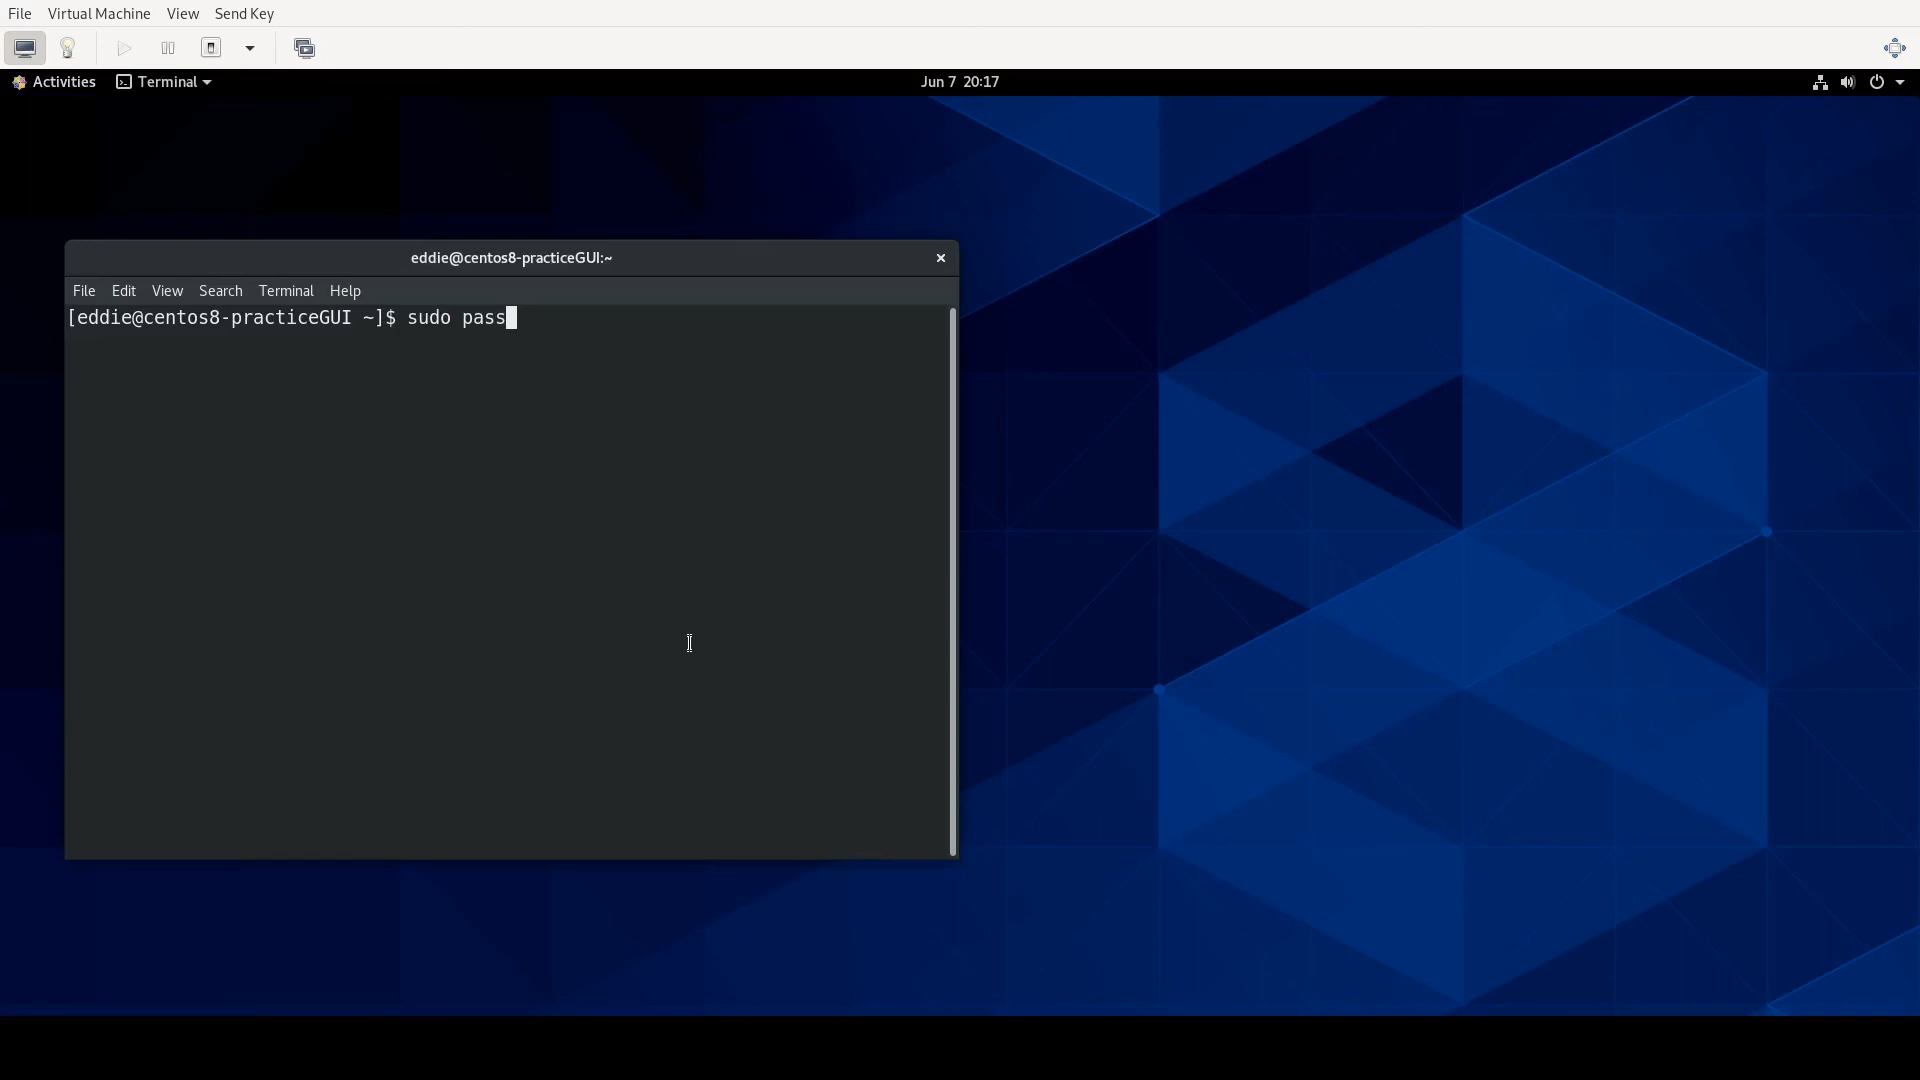 File Virtual Machine View Send Key
Activities Terminal Jun 7 20:17
eddie@centos8-practiceGUI:~
File Edit View Search Terminal Help
[eddie@centos8-practiceGUI ~]$ sudo pass